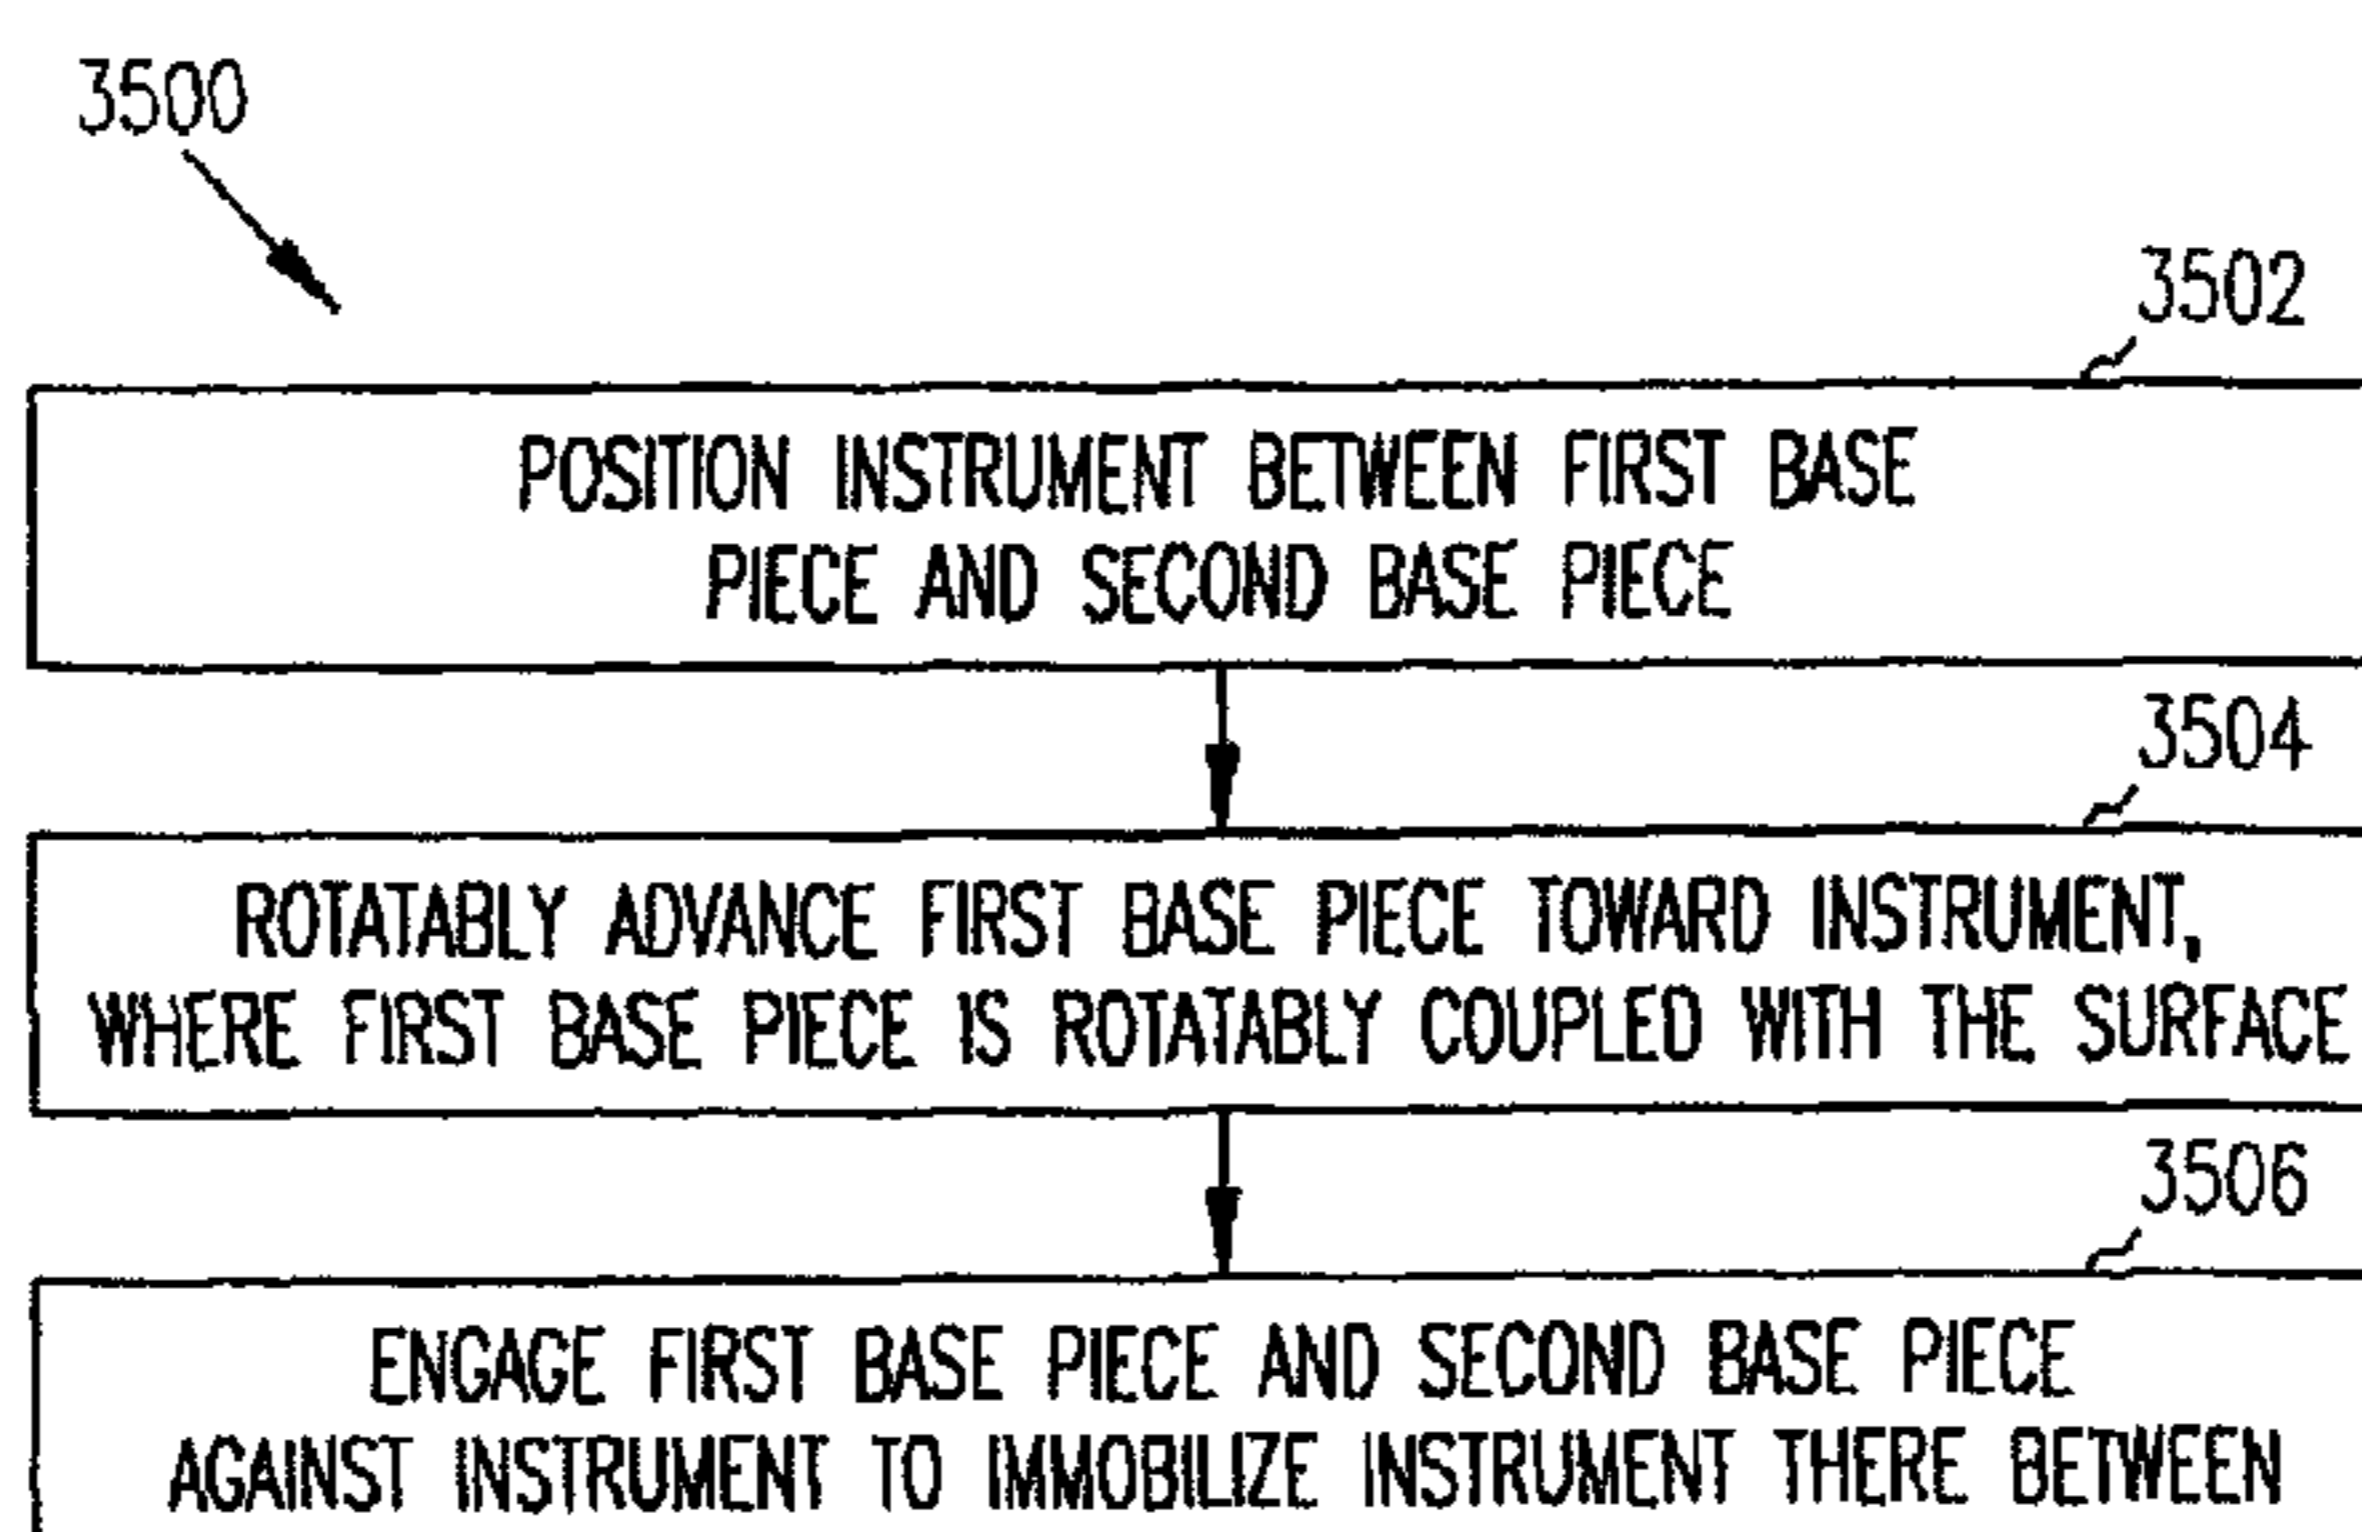 3500
3502
POSITION INSTRUMENT BETWEEN FIRST BASE
PIECE AND SECOND BASE PIECE
3504
ROTATABLY ADVANCE FIRST BASE PIECE TOWARD INSTRUMENT,
WHERE FIRST BASE PIECE IS ROTATABLY COUPLED WITH THE SURFACE
3506
ENGAGE FIRST BASE PIECE AND SECOND BASE PIECE
AGAINST INSTRUMENT TO IMMOBILIZE INSTRUMENT THERE BETWEEN